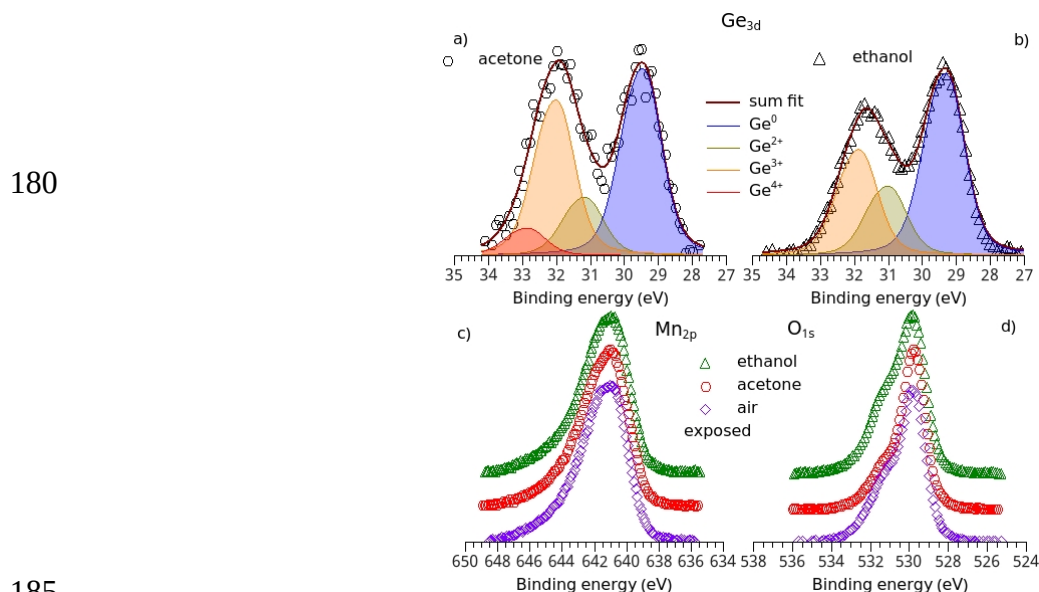 Ge3d
a)
acetone
b)
ethanol
sum fit
Ge0
Ge2+
Ge3+
Ge4+
180
35 34 33 32 31 30 29 28 27
35 34 33 32 31 30 29 28 27
Binding energy (eV)
Binding energy (eV)
c)
Mn2p
O1s
d)
ethanol
acetone
air
exposed
650 648 646 644 642 640 638 636 634
538 536 534 532 530 528 526 524
Binding energy (eV)
Binding energy (eV)
185